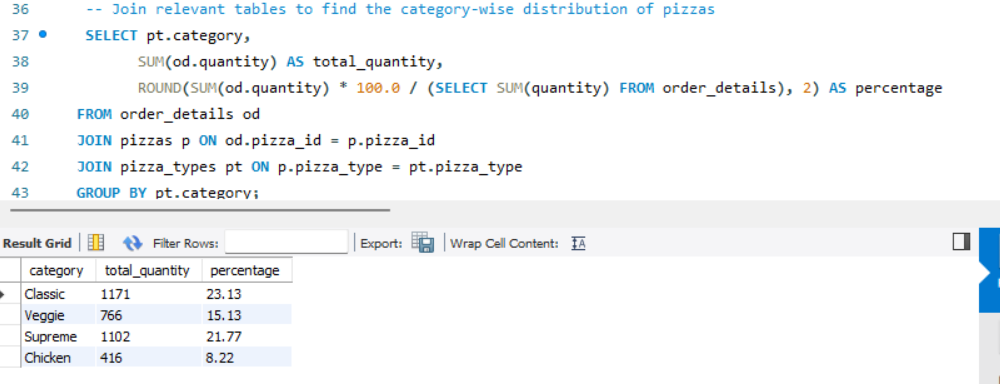 36 -- Join relevant tables to find the category-wise distribution of pizzas
37 SELECT pt.category,
38 SUM(od.quantity) AS total_quantity,
39 ROUND(SUM(od.quantity) * 100.0 / (SELECT SUM(quantity) FROM order_details), 2) AS percentage
40 FROM order_details od
41 JOIN pizzas p ON od.pizza_id = p.pizza_id
42 JOIN pizza_types pt ON p.pizza_type = pt.pizza_type
43 GROUP BY pt.category;
Result Grid Filter Rows: Export: Wrap Cell Content: IA
category total_quantity percentage
Classic 1171 23.13
Veggie 766 15.13
Supreme 1102 21.77
Chicken 416 8.22